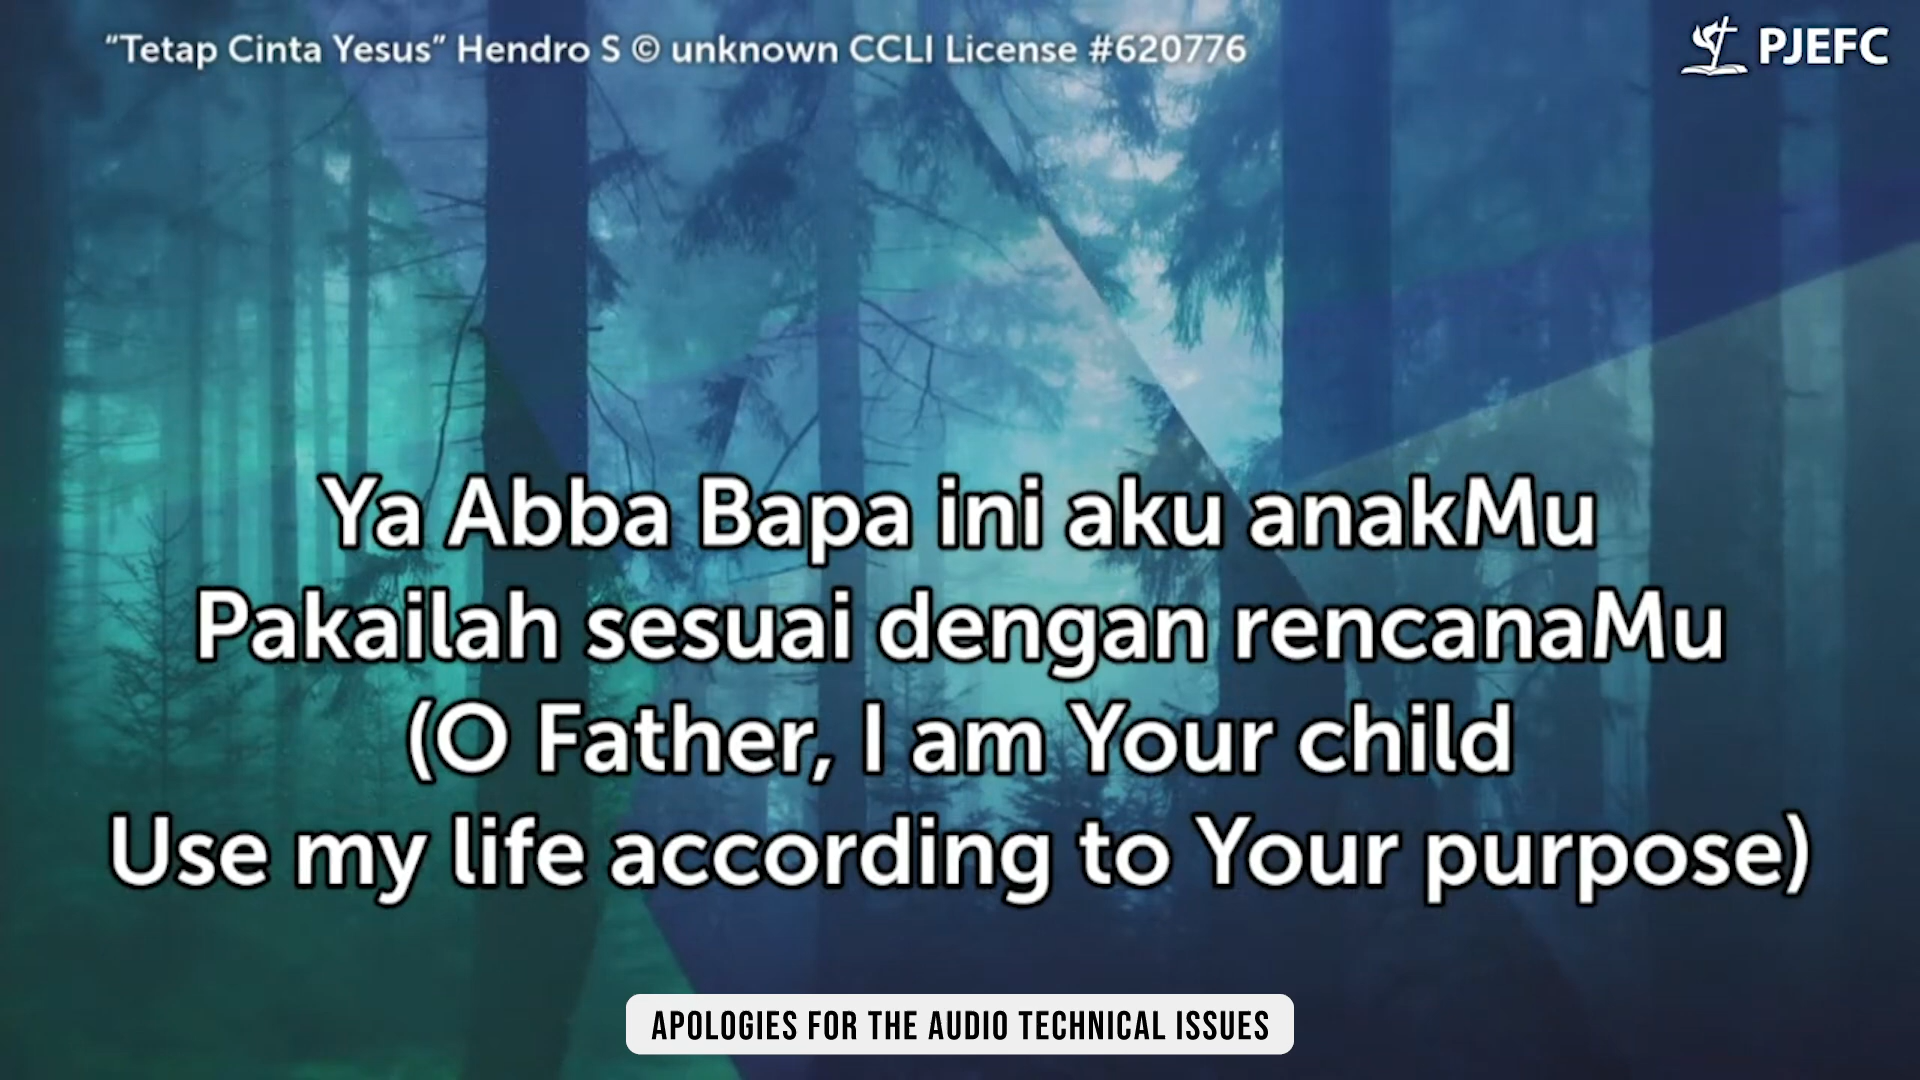 “Tetap Cinta Yesus” Hendro S © unknown CCLI License #620776
PJEFC
Ya Abba Bapa ini aku anakMu
Pakailah sesuai dengan rencanaMu
(O Father, I am Your child
Use my life according to Your purpose)
APOLOGIES FOR THE AUDIO TECHNICAL ISSUES